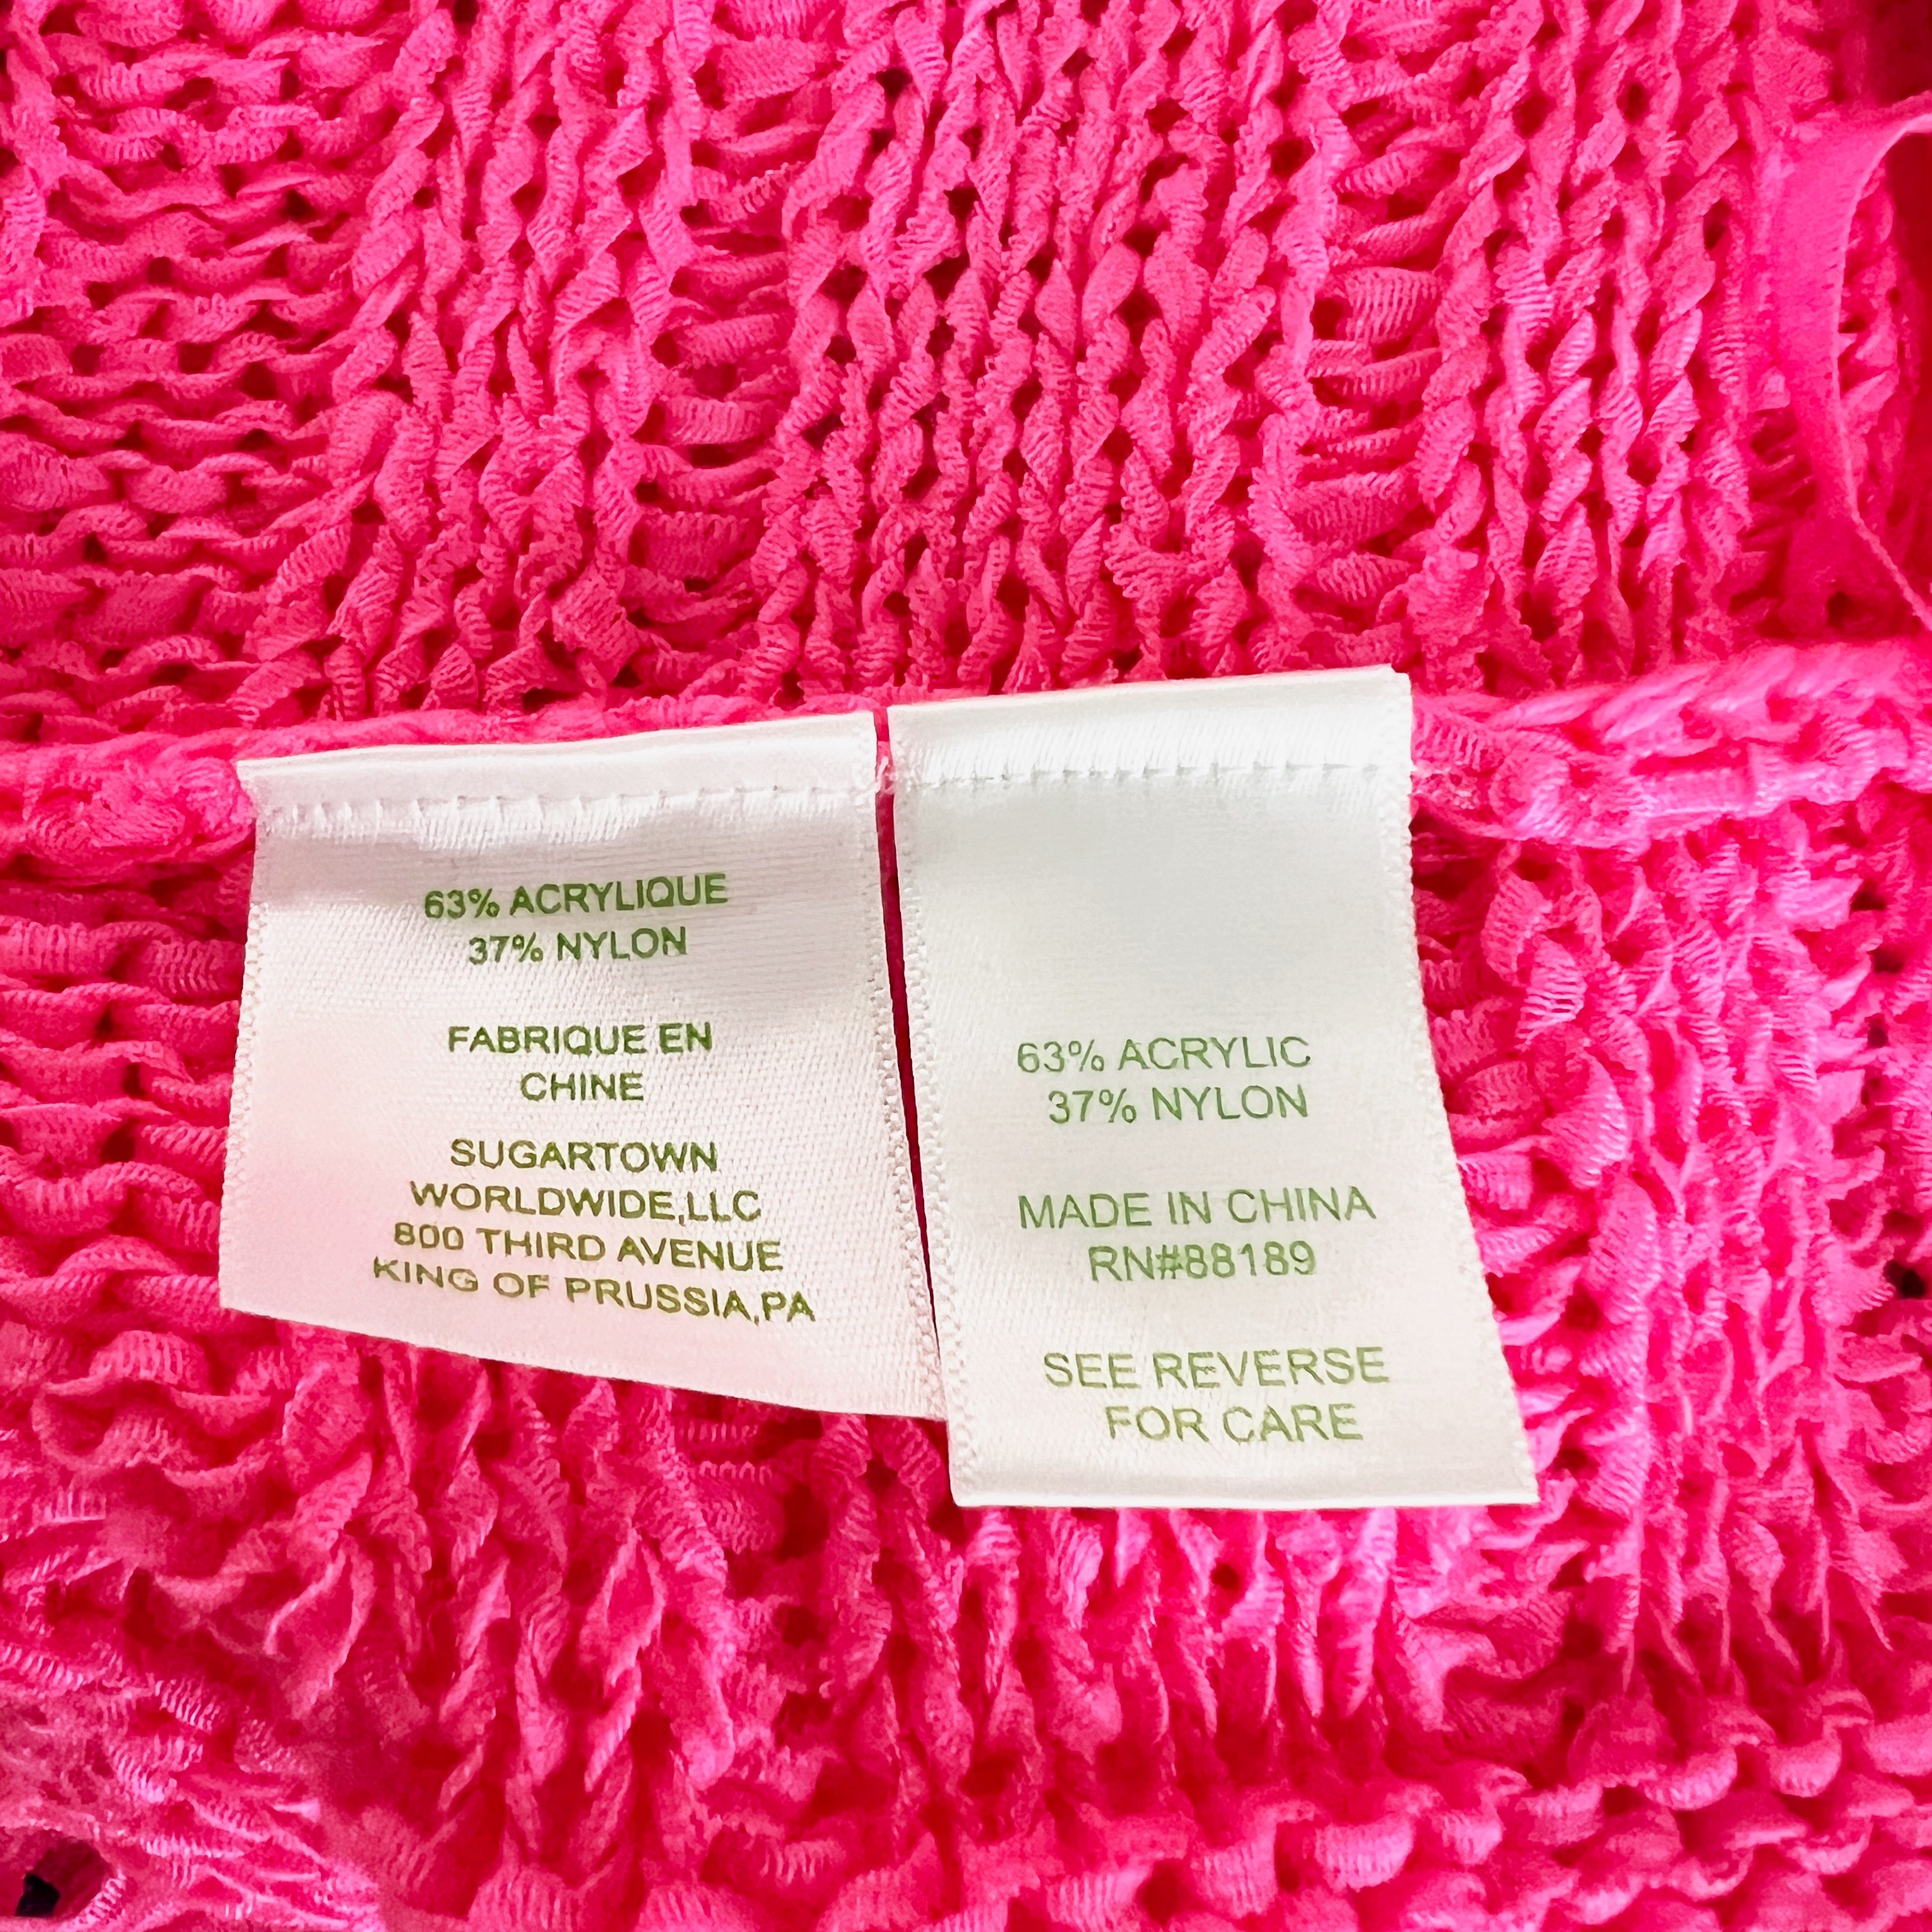 63% ACRYLIQUE
37% NYLON
FABRIQUE EN
CHINE
SUGARTOWN
WORLDWIDE,LLC
800 THIRD AVENUE
KING OF PRUSSIA,PA
63% ACRYLIC
37% NYLON
MADE IN CHINA
RN#88189
SEE REVERSE
FOR CARE